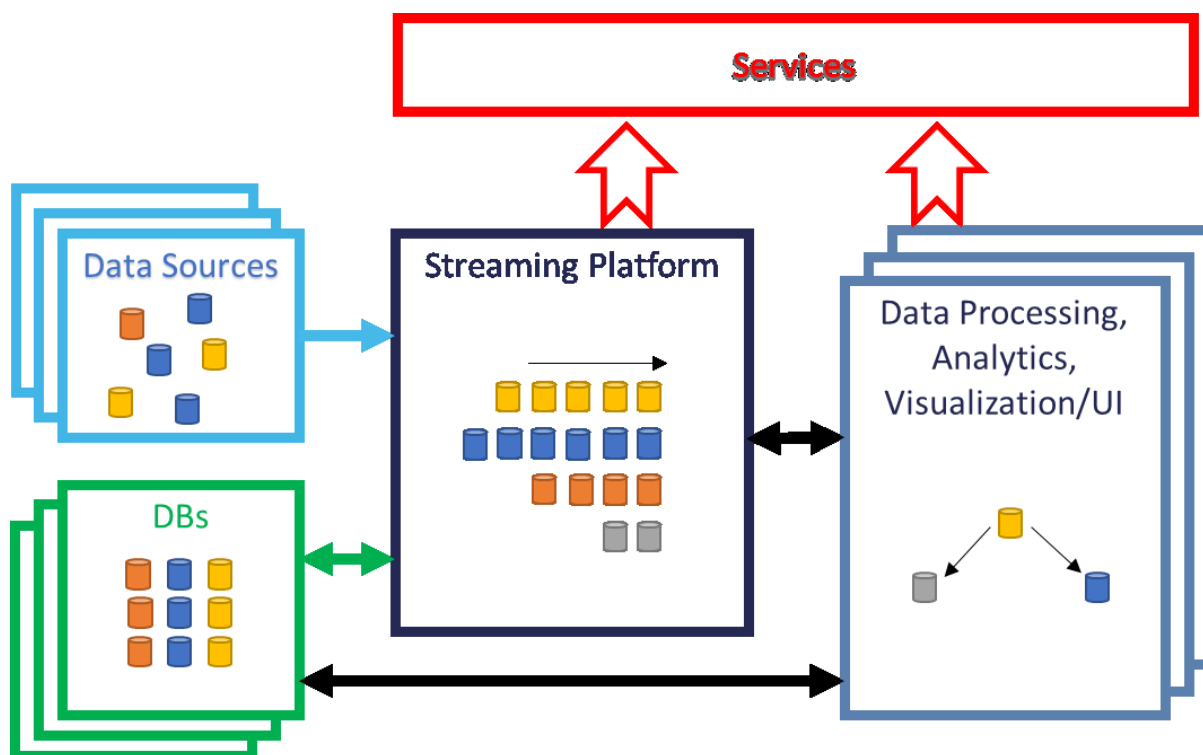 Services
Data Sources
Streaming Platform
Data Processing,
Analytics,
Visualization/UI
DBs